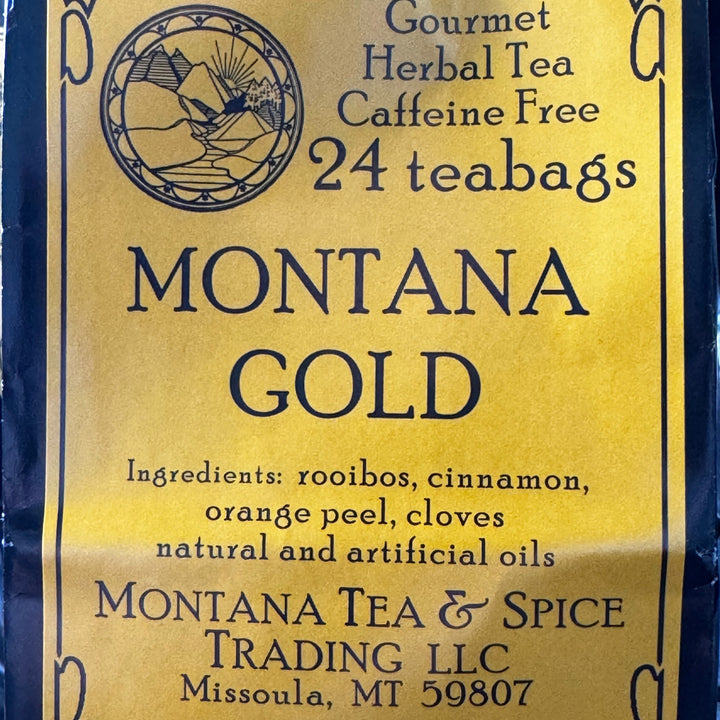 Gourmet
Herbal Tea
Caffeine Free
24 teabags
MONTANA
GOLD
Ingredients: rooibos, cinnamon,
orange peel, cloves
natural and artificial oils
MONTANA TEA & SPICE
TRADING LLC
Missoula, MT 59807